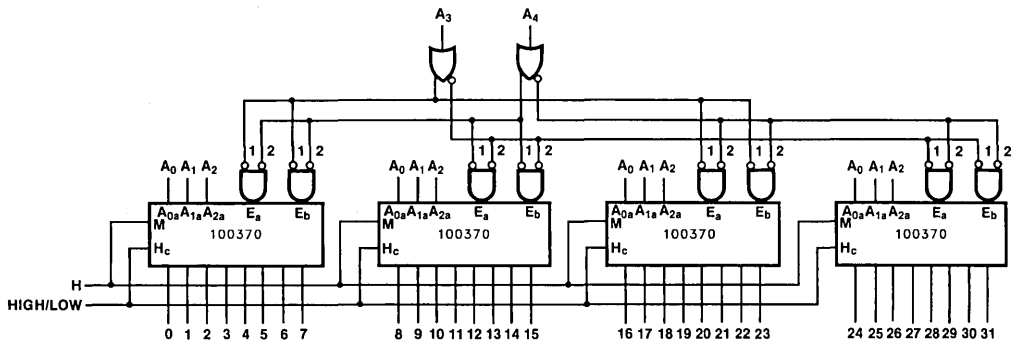 A3 A4
1 2 1 2 1 2 1 2 1 2 1 2 1 2 1 2
A0 A1 A2 A0 A1 A2 A0 A1 A2 A0 A1 A2
A0a A1a A2a Ea Eb A0a A1a A2a Ea Eb A0a A1a A2a Ea Eb A0a A1a A2a Ea Eb
M 100370 M 100370 M 100370 M 100370
Hc Hc Hc Hc
H
HIGH/LOW
0 1 2 3 4 5 6 7 8 9 10 11 12 13 14 15 16 17 18 19 20 21 22 23 24 25 26 27 28 29 30 31